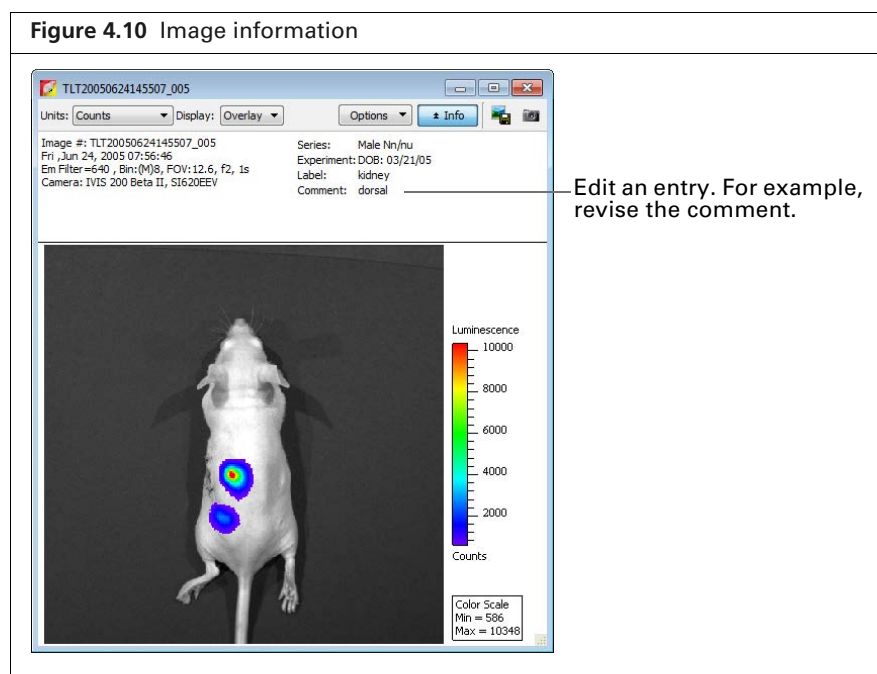 Figure 4.10 Image information
TLT20050624145507_005
Units: Counts Display: Overlay Options Info
Image #: TLT20050624145507_005
Fri ,Jun 24, 2005 07:56:46
Em Filter=640 , Bin:(M)8, FOV:12.6, f2, 1s
Camera: IVIS 200 Beta II, SI620EEV
Series: Male Nn/nu
Experiment: DOB: 03/21/05
Label: kidney
Comment: dorsal
Edit an entry. For example,
revise the comment.
Luminescence
10000
8000
6000
4000
2000
Counts
Color Scale
Min = 586
Max = 10348